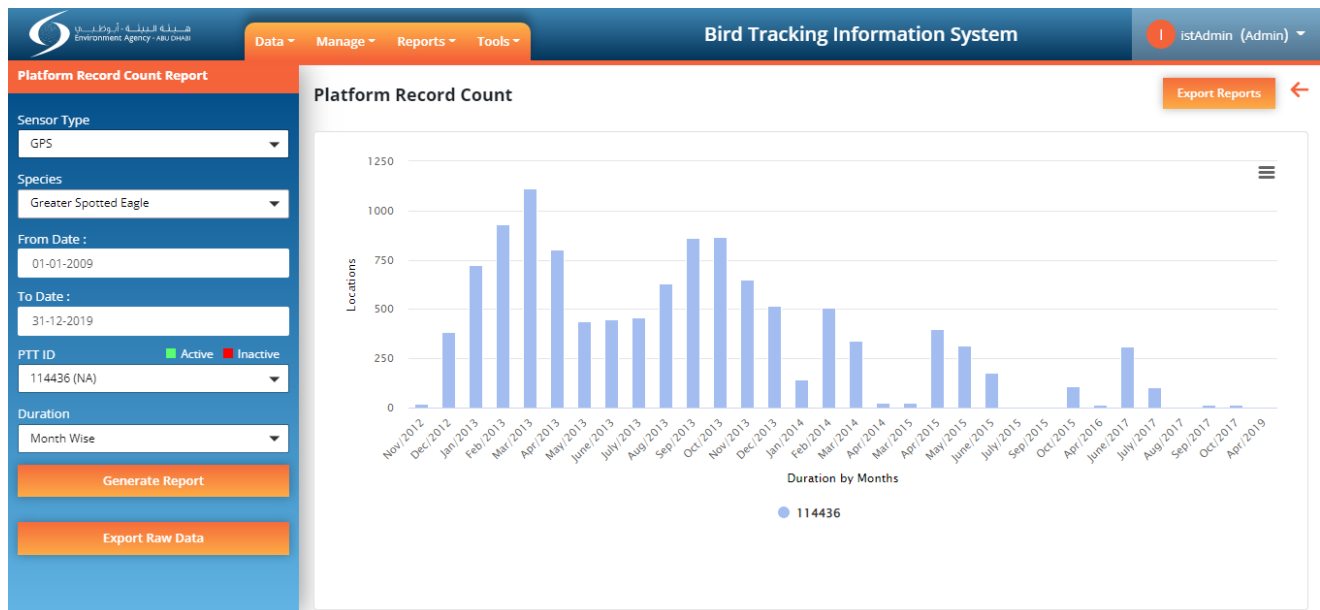 هـيـئـة الـبـيـئـــة - أبـوظـبـــي
Environment Agency - ABU DHABI
Data
Manage
Reports
Tools
Bird Tracking Information System
I
istAdmin (Admin)
Platform Record Count Report
Sensor Type
GPS
Species
Greater Spotted Eagle
From Date :
01-01-2009
To Date :
31-12-2019
PTT ID
Active
Inactive
114436 (NA)
Duration
Month Wise
Generate Report
Export Raw Data
Platform Record Count
Export Reports
1250
1000
750
500
250
0
Locations
Nov/2012
Dec/2012
Jan/2013
Feb/2013
Mar/2013
Apr/2013
May/2013
June/2013
July/2013
Aug/2013
Sep/2013
Oct/2013
Nov/2013
Dec/2013
Jan/2014
Feb/2014
Mar/2014
Apr/2014
Mar/2015
Apr/2015
May/2015
June/2015
July/2015
Sep/2015
Oct/2015
Apr/2016
June/2017
July/2017
Aug/2017
Sep/2017
Oct/2017
Apr/2019
Duration by Months
114436